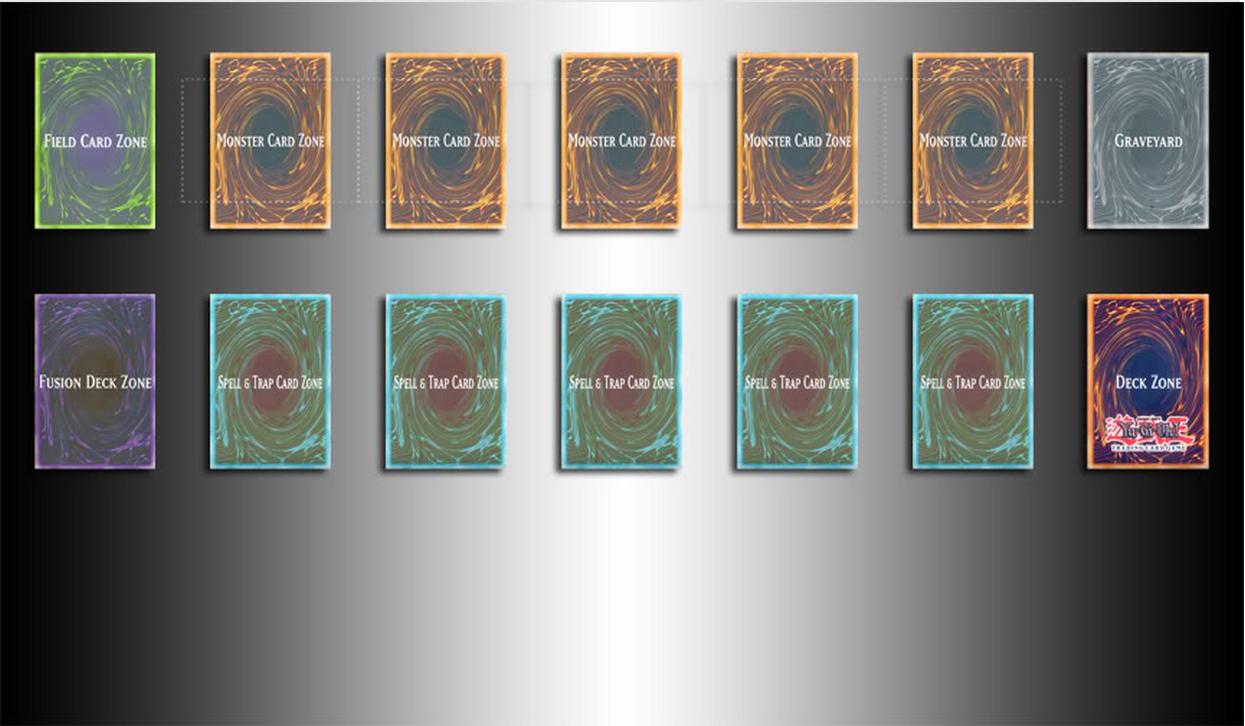 FIELD CARD ZONE
MONSTER CARD ZONE
MONSTER CARD ZONE
MONSTER CARD ZONE
MONSTER CARD ZONE
MONSTER CARD ZONE
GRAVEYARD
FUSION DECK ZONE
SPELL & TRAP CARD ZONE
SPELL & TRAP CARD ZONE
SPELL & TRAP CARD ZONE
SPELL & TRAP CARD ZONE
SPELL & TRAP CARD ZONE
DECK ZONE
Yu-Gi-Oh!
TRADING CARD GAME